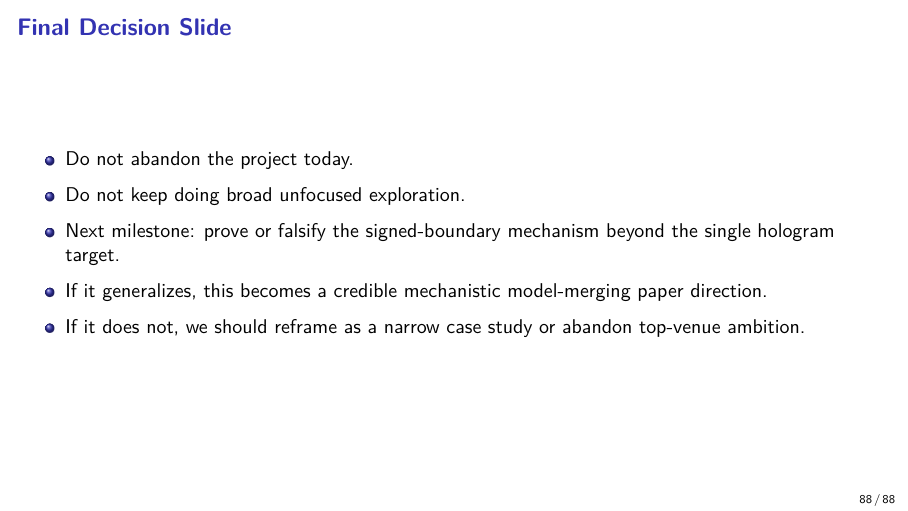 Final Decision Slide
Do not abandon the project today.
Do not keep doing broad unfocused exploration.
Next milestone: prove or falsify the signed-boundary mechanism beyond the single hologram
target.
If it generalizes, this becomes a credible mechanistic model-merging paper direction.
If it does not, we should reframe as a narrow case study or abandon top-venue ambition.
88 / 88